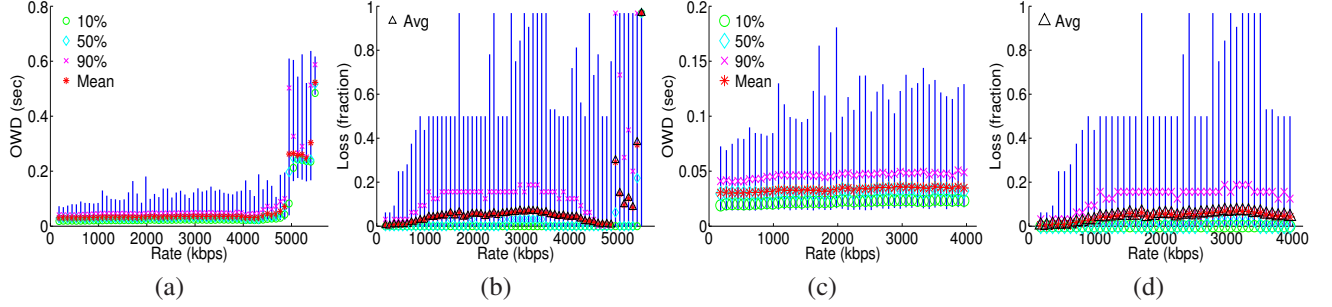 0.8
0.6
0.4
0.2
0
OWD (sec)
10%
50%
90%
Mean
0 1000 2000 3000 4000 5000
Rate (kbps)
(a)
1
0.8
0.6
0.4
0.2
0
Loss (fraction)
Avg
0 1000 2000 3000 4000 5000
Rate (kbps)
(b)
0.2
0.15
0.1
0.05
0
OWD (sec)
10%
50%
90%
Mean
0 1000 2000 3000 4000
Rate (kbps)
(c)
1
0.8
0.6
0.4
0.2
0
Loss (fraction)
Avg
0 1000 2000 3000 4000
Rate (kbps)
(d)